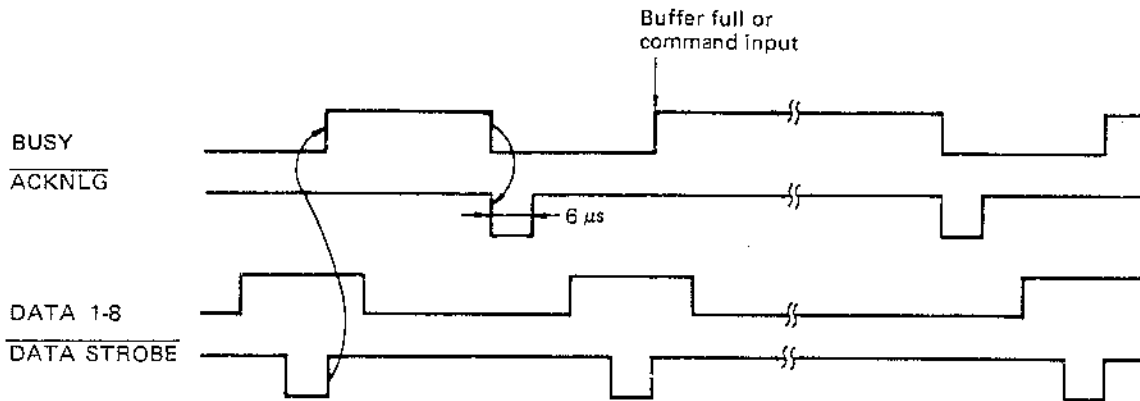 Buffer full or
command input
BUSY
ACKNLG
6 μs
DATA 1-8
DATA STROBE